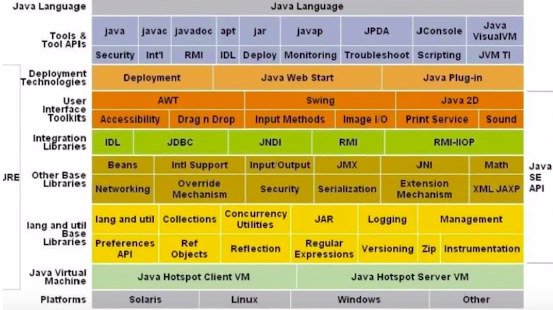 Java Language Java Language
Tools & Tool APIs java javac javadoc apt jar javap JPDA JConsole Java VisualVM
Security Int'l RMI IDL Deploy Monitoring Troubleshoot Scripting JVM TI
Deployment Technologies Deployment Java Web Start Java Plug-in
User Interface Toolkits AWT Swing Java 2D
Accessibility Drag n Drop Input Methods Image I/O Print Service Sound
Integration Libraries IDL JDBC JNDI RMI RMI-IIOP
JRE
Other Base Libraries Beans Intl Support Input/Output JMX JNI Math
Java SE API
Networking Override Mechanism Security Serialization Extension Mechanism XML JAXP
lang and util Base Libraries lang and util Collections Concurrency Utilities JAR Logging Management
Preferences API Ref Objects Reflection Regular Expressions Versioning Zip Instrumentation
Java Virtual Machine Java Hotspot Client VM Java Hotspot Server VM
Platforms Solaris Linux Windows Other